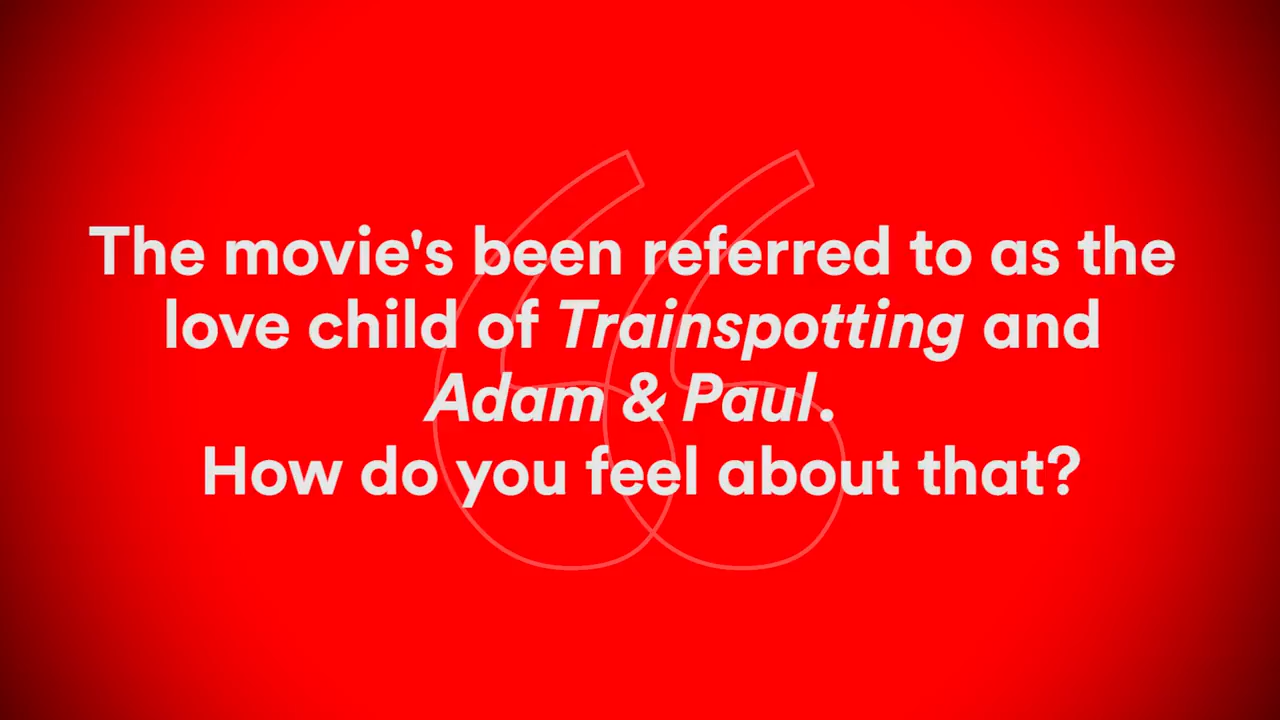 The movie's been referred to as the
love child of Trainspotting and
Adam & Paul.
How do you feel about that?